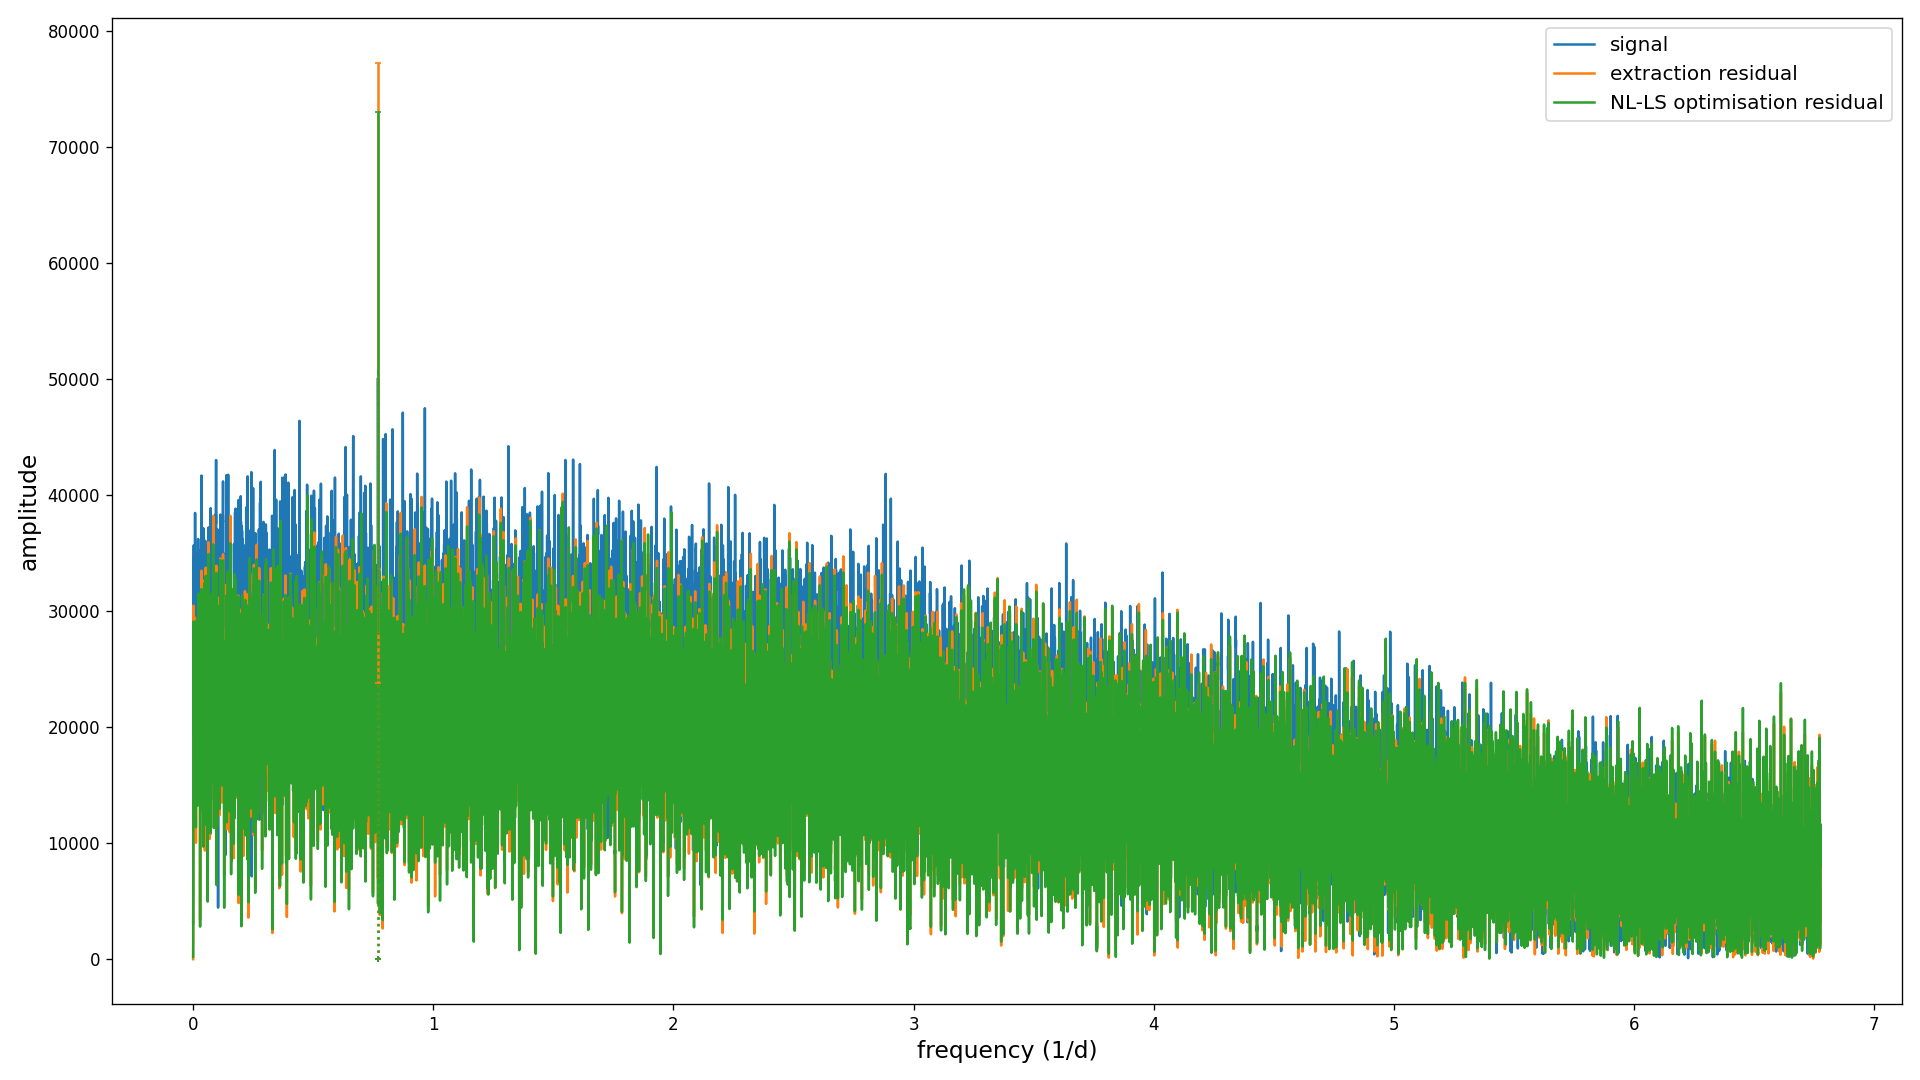 80000
70000
60000
50000
40000
30000
20000
10000
0
amplitude
signal
extraction residual
NL-LS optimisation residual
0 1 2 3 4 5 6 7
frequency (1/d)